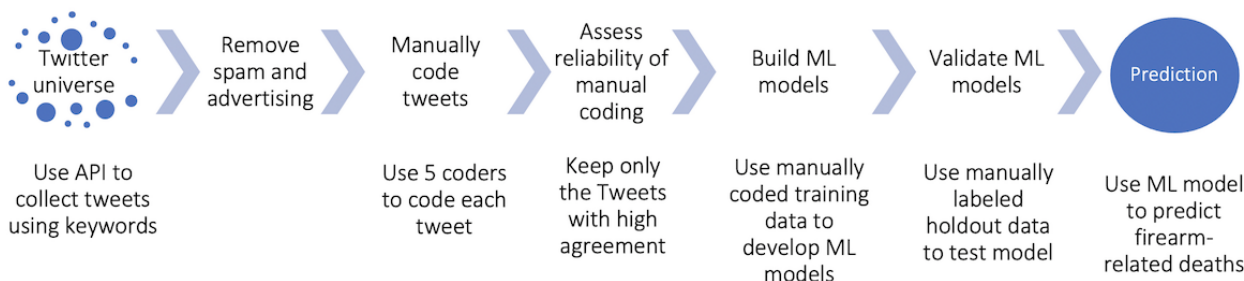 Twitter
universe
Remove
spam and
advertising
Manually
code
tweets
Assess
reliability of
manual
coding
Build ML
models
Validate ML
models
Prediction
Use API to
collect tweets
using keywords
Use 5 coders
to code each
tweet
Keep only
the Tweets
with high
agreement
Use manually
coded training
data to
develop ML
models
Use manually
labeled
holdout data
to test model
Use ML model
to predict
firearm-
related deaths